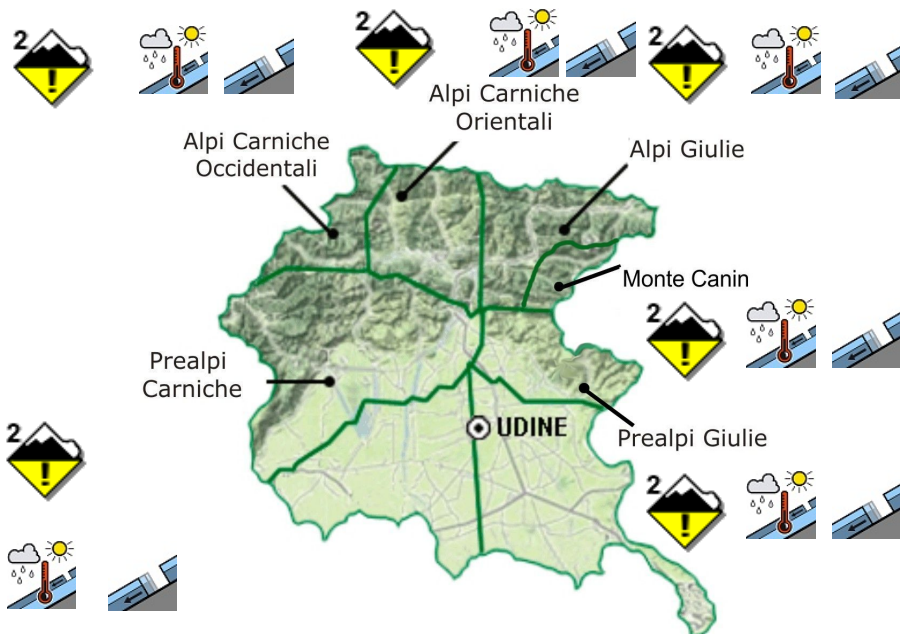 2
2
2
Alpi Carniche
Orientali
Alpi Carniche
Occidentali
Alpi Giulie
Monte Canin
2
Prealpi
Carniche
UDINE
Prealpi Giulie
2
2